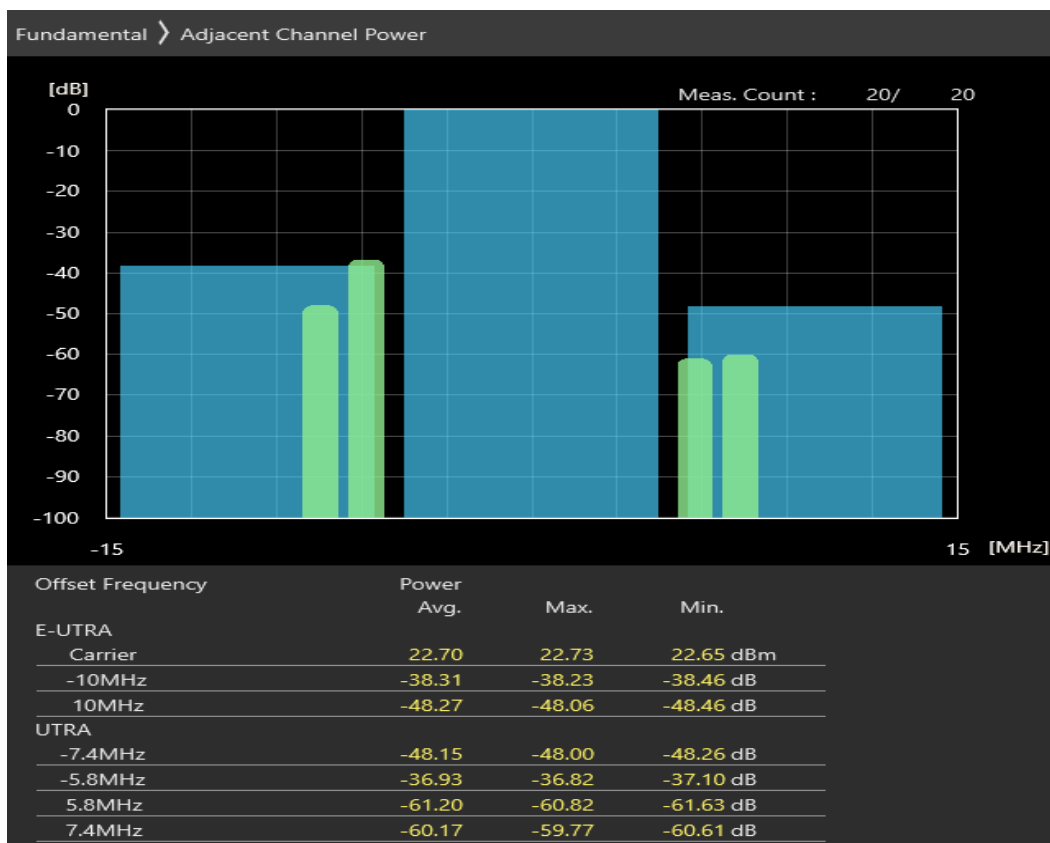 Fundamental 〉 Adjacent Channel Power
[dB]
Meas. Count : 20/ 20
0
-10
-20
-30
-40
-50
-60
-70
-80
-90
-100
-15 15 [MHz]
Offset Frequency Power
Avg. Max. Min.
E-UTRA
Carrier 22.70 22.73 22.65 dBm
-10MHz -38.31 -38.23 -38.46 dB
10MHz -48.27 -48.06 -48.46 dB
UTRA
-7.4MHz -48.15 -48.00 -48.26 dB
-5.8MHz -36.93 -36.82 -37.10 dB
5.8MHz -61.20 -60.82 -61.63 dB
7.4MHz -60.17 -59.77 -60.61 dB